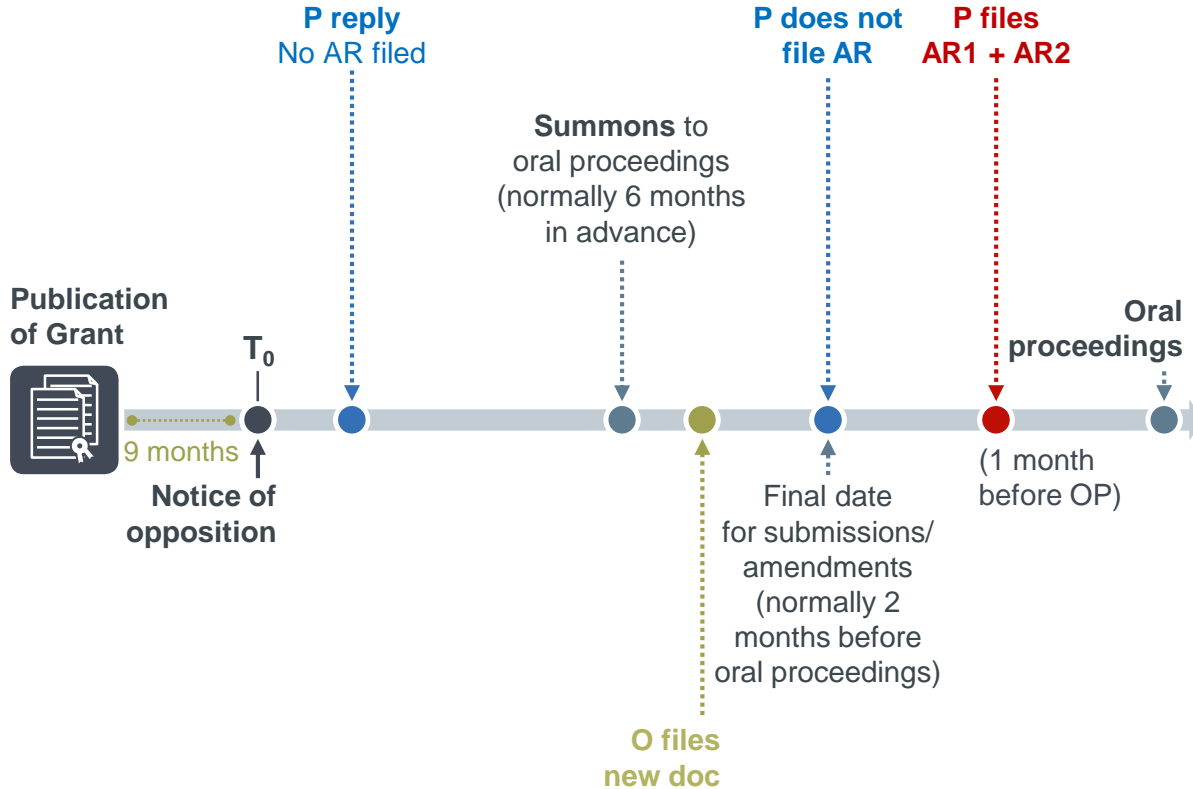 P reply
No AR filed
P does not
file AR
P files
AR1 + AR2
Summons to
oral proceedings
(normally 6 months
in advance)
Publication
of Grant
T0
Oral
proceedings
9 months
Notice of
opposition
Final date
for submissions/
amendments
(normally 2
months before
oral proceedings)
(1 month
before OP)
O files
new doc